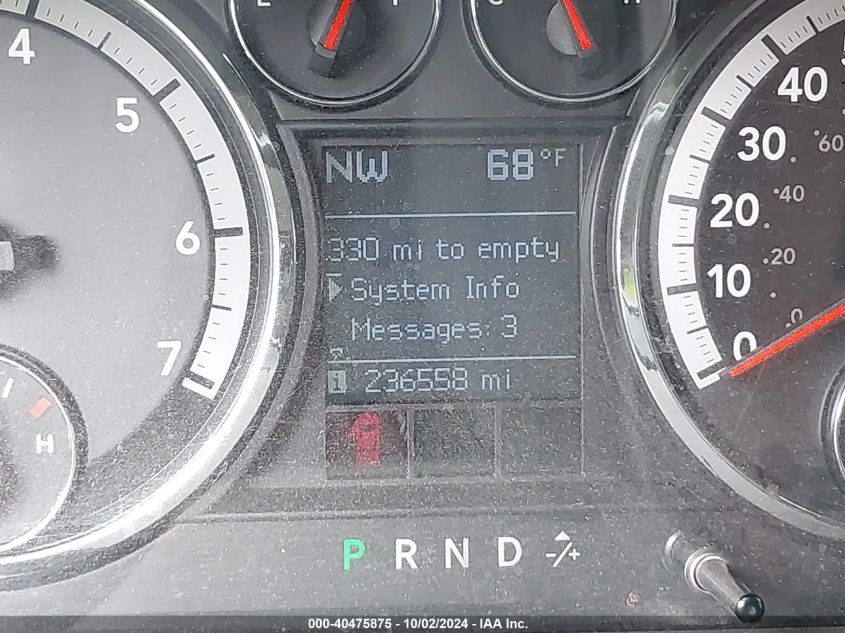 E F C H
4 5 6 7
H
NW 68°F
330 mi to empty
System Info
Messages: 3
i 236558 mi
P R N D -/+
40 30 20 10 0
60 40 20 0
000-40475875 - 10/02/2024 - IAA Inc.